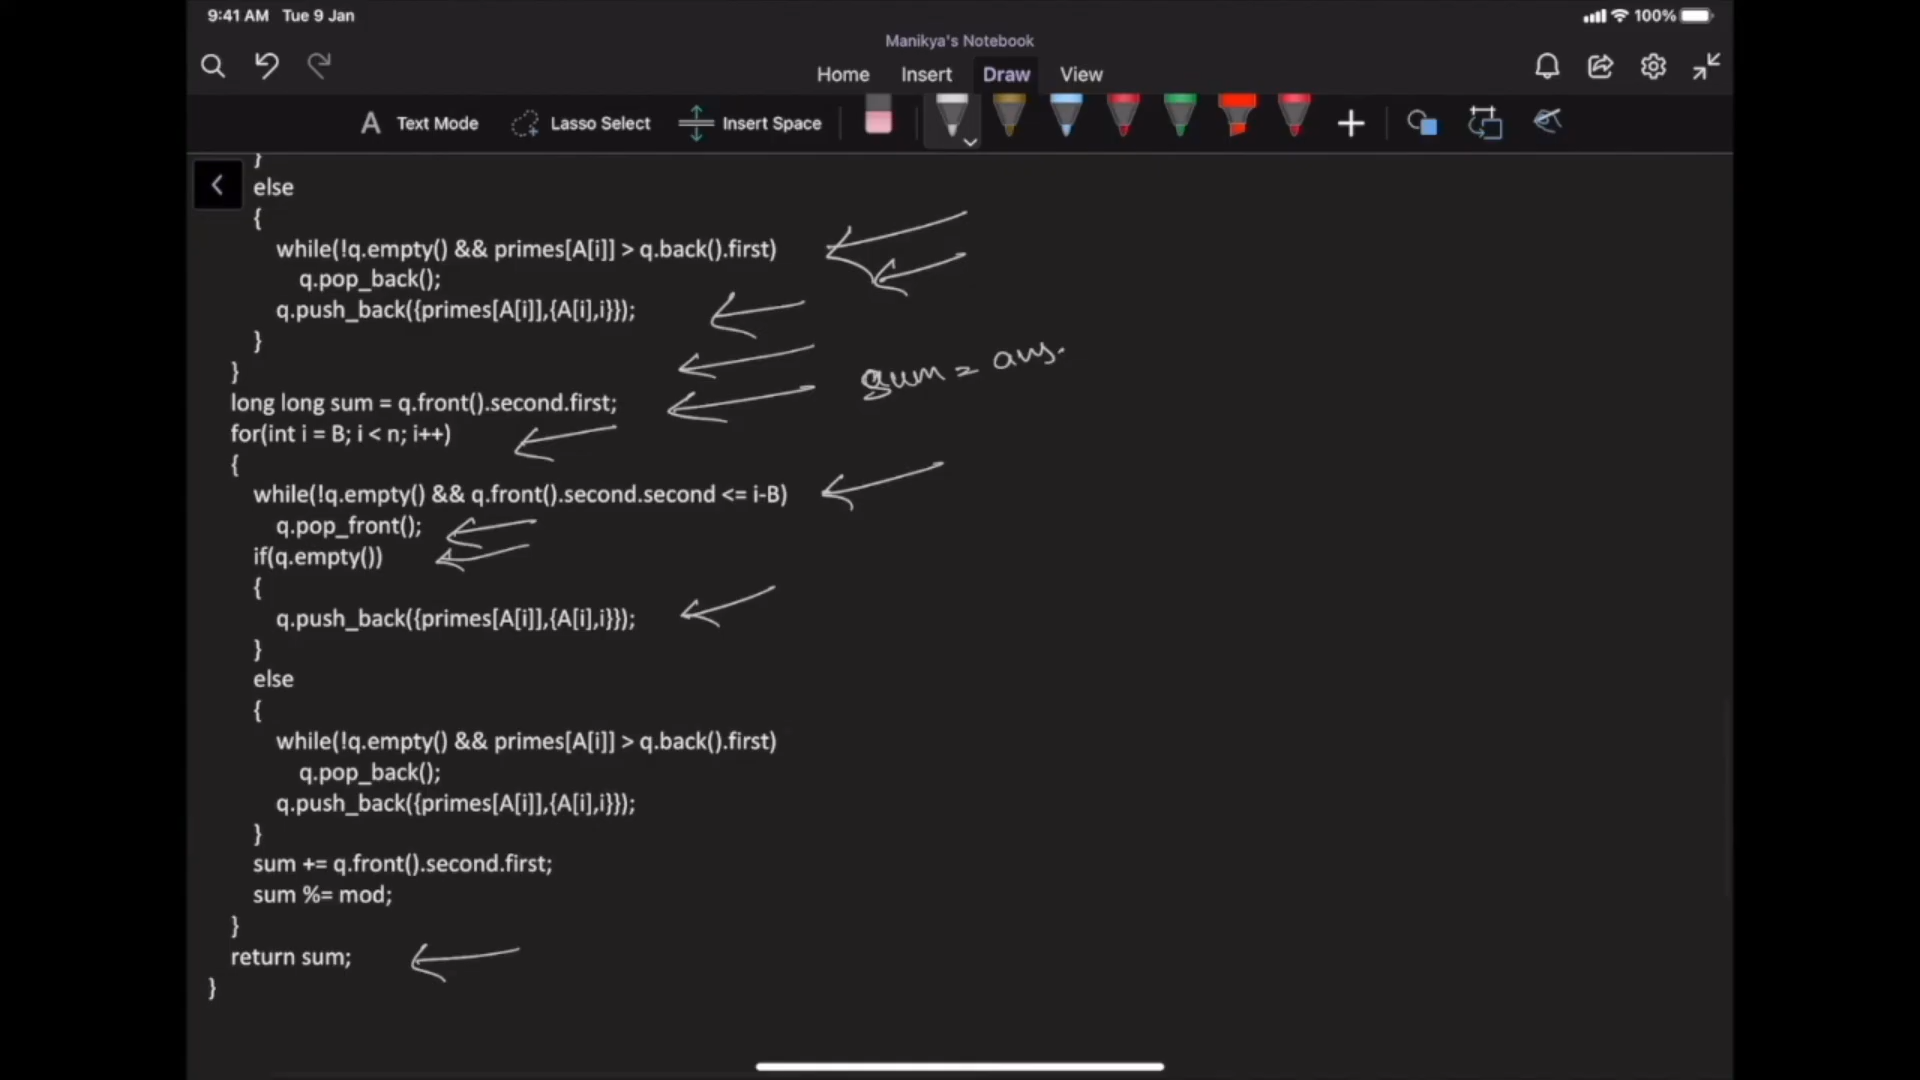 9:41 AM Tue 9 Jan
100%
Manikya's Notebook
Home Insert Draw View
A Text Mode Lasso Select Insert Space
}
else
{
while(!q.empty() && primes[A[i]] > q.back().first)
q.pop_back();
q.push_back({primes[A[i]],{A[i],i}});
}
}
sum = ans.
long long sum = q.front().second.first;
for(int i = B; i < n; i++)
{
while(!q.empty() && q.front().second.second <= i-B)
q.pop_front();
if(q.empty())
{
q.push_back({primes[A[i]],{A[i],i}});
}
else
{
while(!q.empty() && primes[A[i]] > q.back().first)
q.pop_back();
q.push_back({primes[A[i]],{A[i],i}});
}
sum += q.front().second.first;
sum %= mod;
}
return sum;
}